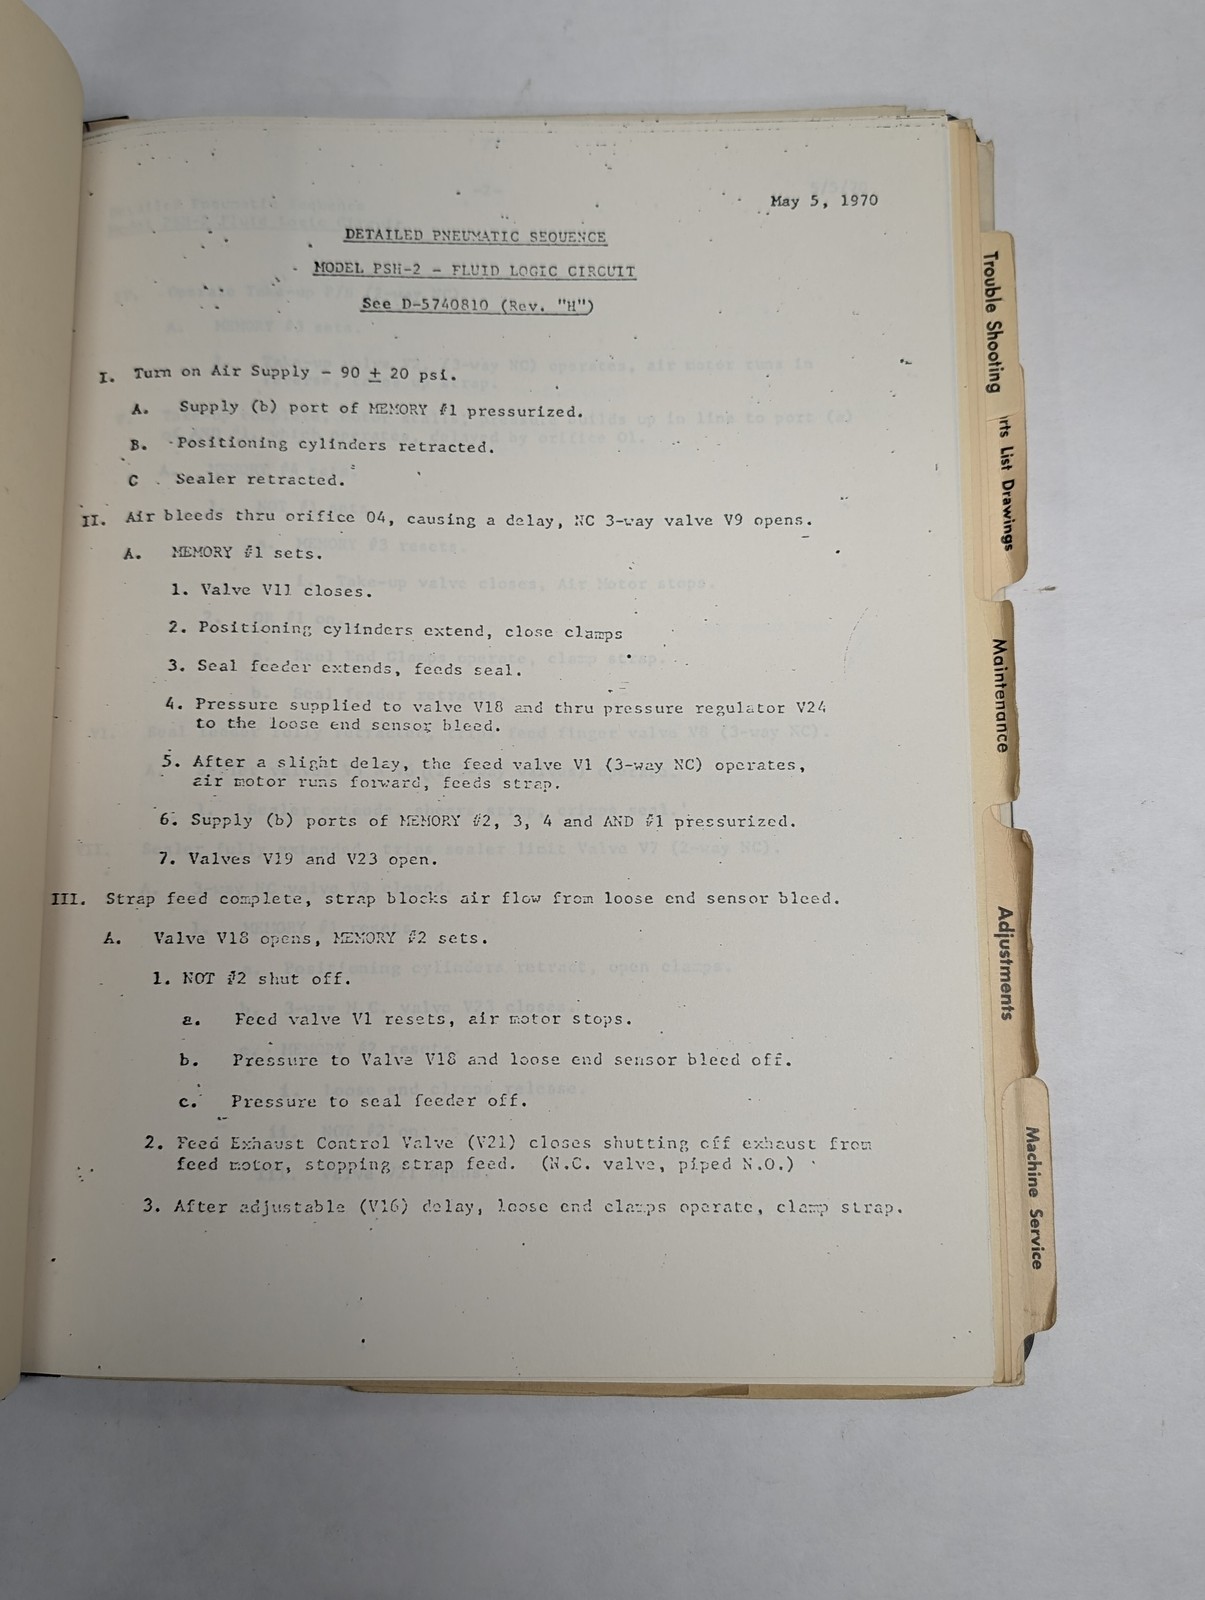 May 5, 1970
DETAILED PNEUMATIC SEQUENCE
MODEL PSH-2 - FLUID LOGIC CIRCUIT
See D-5740810 (Rev. "H")
I. Turn on Air Supply - 90 ± 20 psi.
A. Supply (b) port of MEMORY #1 pressurized.
B. Positioning cylinders retracted.
C. Sealer retracted.
II. Air bleeds thru orifice 04, causing a delay, NC 3-way valve V9 opens.
A. MEMORY #1 sets.
1. Valve V11 closes.
2. Positioning cylinders extend, close clamps
3. Seal feeder extends, feeds seal.
4. Pressure supplied to valve V18 and thru pressure regulator V24
to the loose end sensor bleed.
5. After a slight delay, the feed valve V1 (3-way NC) operates,
air motor runs forward, feeds strap.
6. Supply (b) ports of MEMORY #2, 3, 4 and AND #1 pressurized.
7. Valves V19 and V23 open.
III. Strap feed complete, strap blocks air flow from loose end sensor bleed.
A. Valve V18 opens, MEMORY #2 sets.
1. NOT #2 shut off.
a. Feed valve V1 resets, air motor stops.
b. Pressure to Valve V18 and loose end sensor bleed off.
c. Pressure to seal feeder off.
2. Feed Exhaust Control Valve (V21) closes shutting off exhaust from
feed motor, stopping strap feed. (N.C. valve, piped N.O.)
3. After adjustable (V16) delay, loose end clamps operate, clamp strap.
Trouble Shooting
rts List Drawings
Maintenance
Adjustments
Machine Service